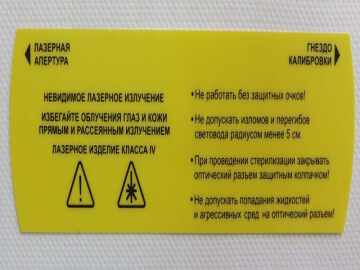 ЛАЗЕРНАЯ
АПЕРТУРА
ГНЕЗДО
КАЛИБРОВКИ
НЕВИДИМОЕ ЛАЗЕРНОЕ ИЗЛУЧЕНИЕ
ИЗБЕГАЙТЕ ОБЛУЧЕНИЯ ГЛАЗ И КОЖИ
ПРЯМЫМ И РАССЕЯННЫМ ИЗЛУЧЕНИЕМ
ЛАЗЕРНОЕ ИЗДЕЛИЕ КЛАССА IV
•Не работать без защитных очков!
•Не допускать изломов и перегибов
световода радиусом менее 5 см.
•При проведении стерилизации закрывать
оптический разъем защитным колпачком!
•Не допускать попадания жидкостей
и агрессивных сред на оптический разъем!